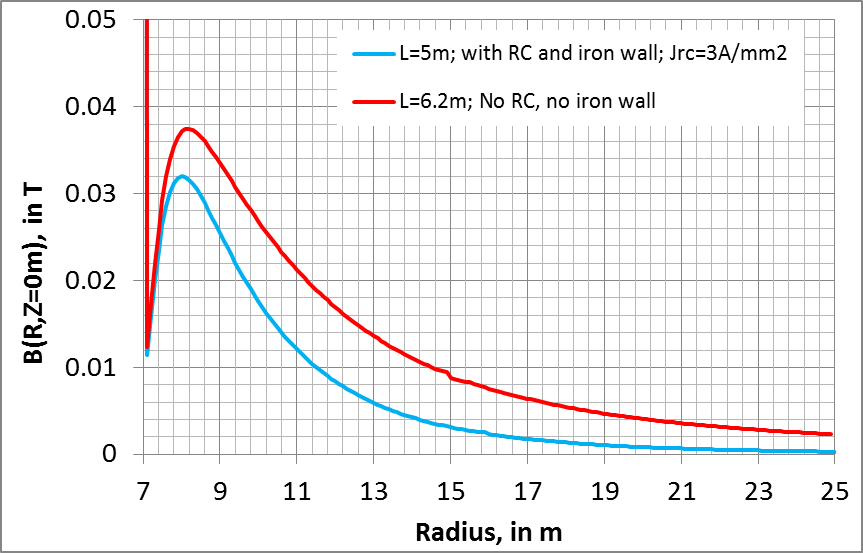 0.05
0.04
0.03
0.02
0.01
0
B(R,Z=0m), in T
L=5m; with RC and iron wall; Jrc=3A/mm2
L=6.2m; No RC, no iron wall
7 9 11 13 15 17 19 21 23 25
Radius, in m